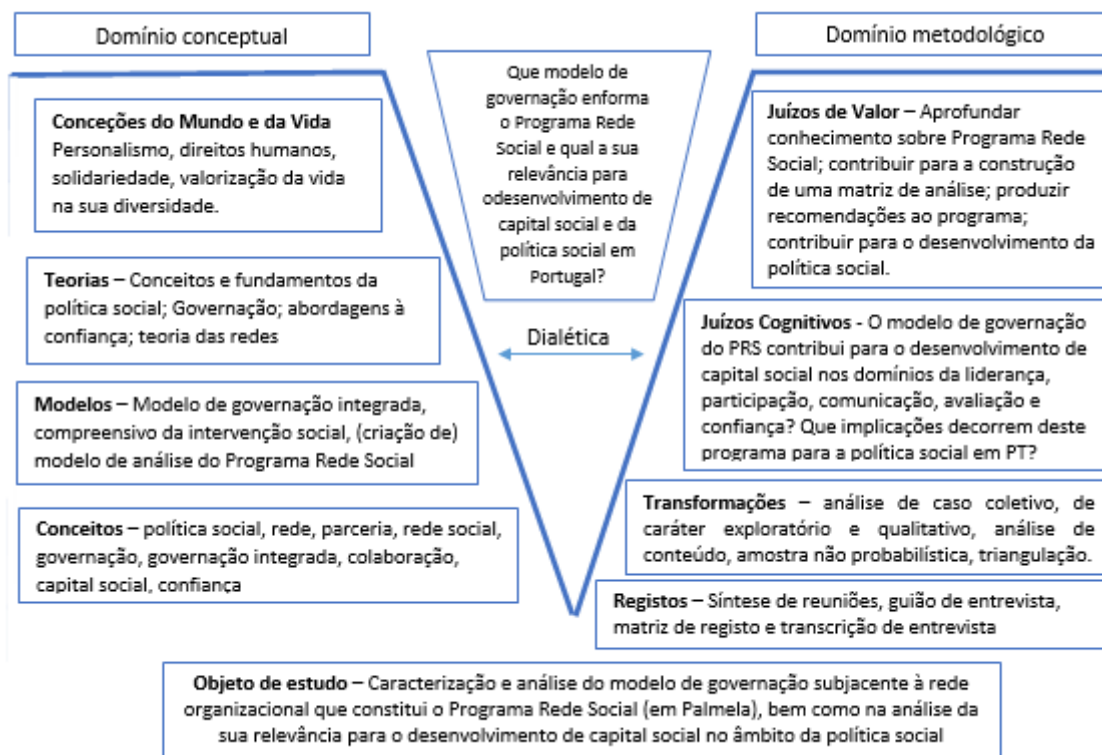 Domínio conceptual
Domínio metodológico
Que modelo de
governação enforma
o Programa Rede
Social e qual a sua
relevância para
odesenvolvimento de
capital social e da
política social em
Portugal?
Dialética
Conceções do Mundo e da Vida
Personalismo, direitos humanos,
solidariedade, valorização da vida
na sua diversidade.
Teorias – Conceitos e fundamentos da
política social; Governação; abordagens à
confiança; teoria das redes
Modelos – Modelo de governação integrada,
compreensivo da intervenção social, (criação de)
modelo de análise do Programa Rede Social
Conceitos – política social, rede, parceria, rede social,
governação, governação integrada, colaboração,
capital social, confiança
Juízos de Valor – Aprofundar
conhecimento sobre Programa Rede
Social; contribuir para a construção
de uma matriz de análise; produzir
recomendações ao programa;
contribuir para o desenvolvimento da
política social.
Juízos Cognitivos - O modelo de governação
do PRS contribui para o desenvolvimento de
capital social nos domínios da liderança,
participação, comunicação, avaliação e
confiança? Que implicações decorrem deste
programa para a política social em PT?
Transformações – análise de caso coletivo, de
caráter exploratório e qualitativo, análise de
conteúdo, amostra não probabilística, triangulação.
Registos – Síntese de reuniões, guião de entrevista,
matriz de registo e transcrição de entrevista
Objeto de estudo – Caracterização e análise do modelo de governação subjacente à rede
organizacional que constitui o Programa Rede Social (em Palmela), bem como na análise da
sua relevância para o desenvolvimento de capital social no âmbito da política social